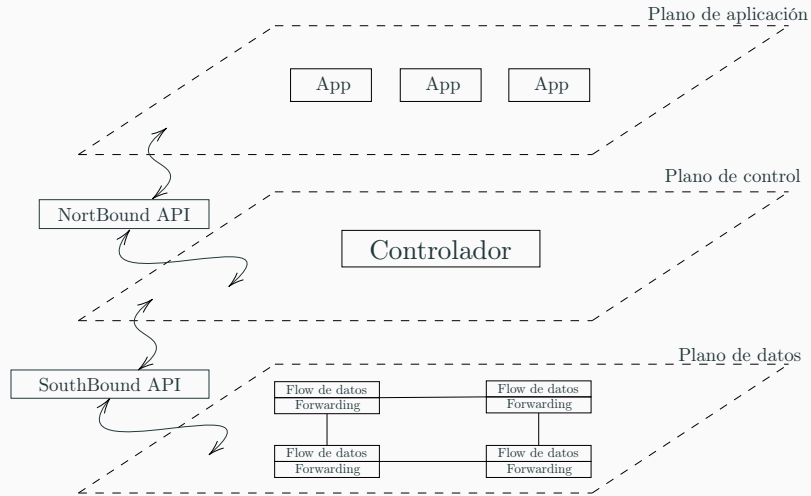 Plano de aplicación
App App App
Plano de control
NortBound API
Controlador
Plano de datos
SouthBound API
Flow de datos Flow de datos
Forwarding Forwarding
Flow de datos Flow de datos
Forwarding Forwarding